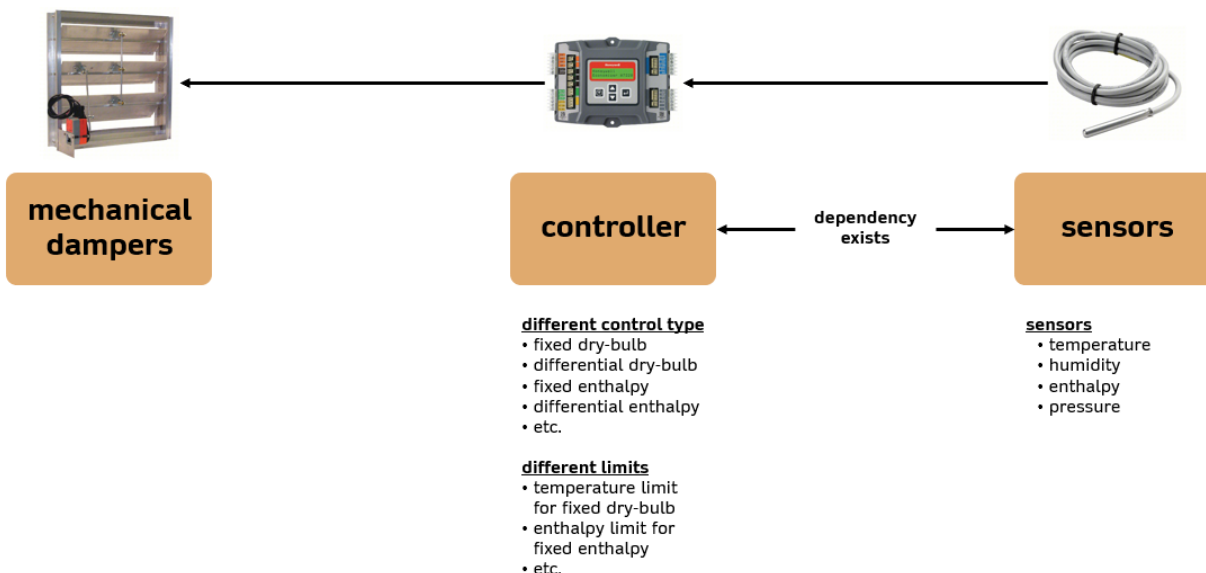 mechanical
dampers
controller
dependency
exists
sensors
different control type
• fixed dry-bulb
• differential dry-bulb
• fixed enthalpy
• differential enthalpy
• etc.
different limits
• temperature limit
for fixed dry-bulb
• enthalpy limit for
fixed enthalpy
• etc.
sensors
• temperature
• humidity
• enthalpy
• pressure